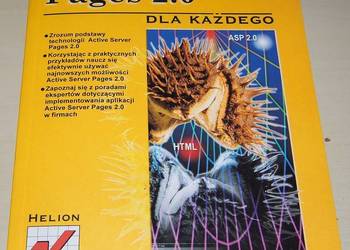 Pages 2.0
DLA KAŻDEGO
Zrozum podstawy
technologii Active Server
Pages 2.0
Korzystając z praktycznych
przykładów naucz się
efektywnie używać
najnowszych możliwości
Active Server Pages 2.0
Zapoznaj się z poradami
ekspertów dotyczącymi
implementowania aplikacji
Active Server Pages 2.0
w firmach
ASP 2.0
HTML
HELION